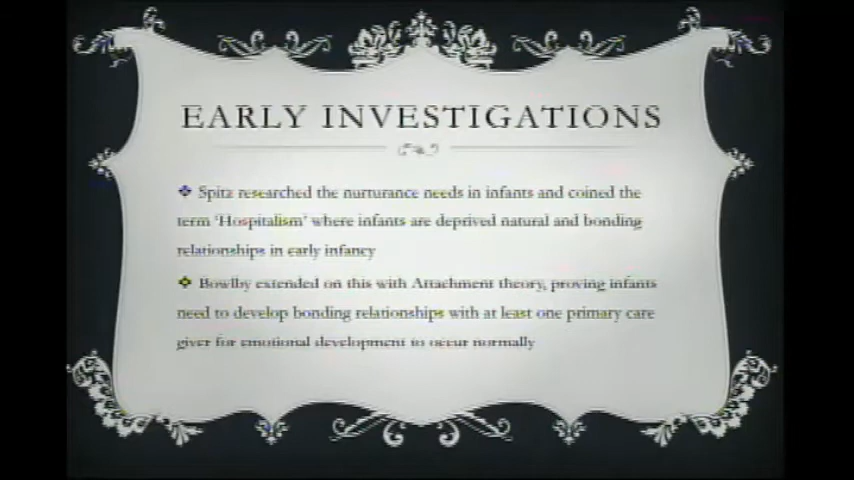 EARLY INVESTIGATIONS
Spitz researched the nurturance needs in infants and coined the
term 'Hospitalism' where infants are deprived natural and bonding
relationships in early infancy
Bowlby extended on this with Attachment theory, proving infants
need to develop bonding relationships with at least one primary care
giver for emotional development to occur normally